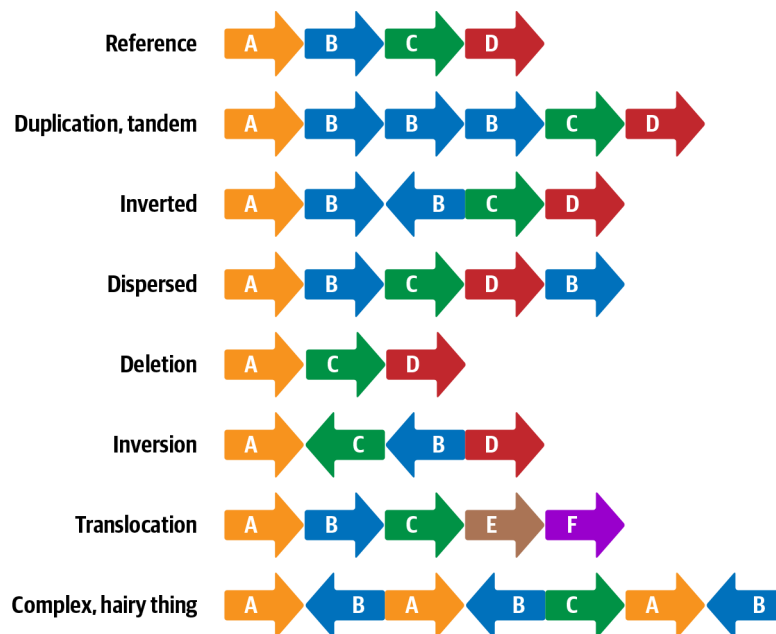 Reference A B C D
Duplication, tandem A B B B C D
Inverted A B B C D
Dispersed A B C D B
Deletion A C D
Inversion A C B D
Translocation A B C E F
Complex, hairy thing A B A B C A B